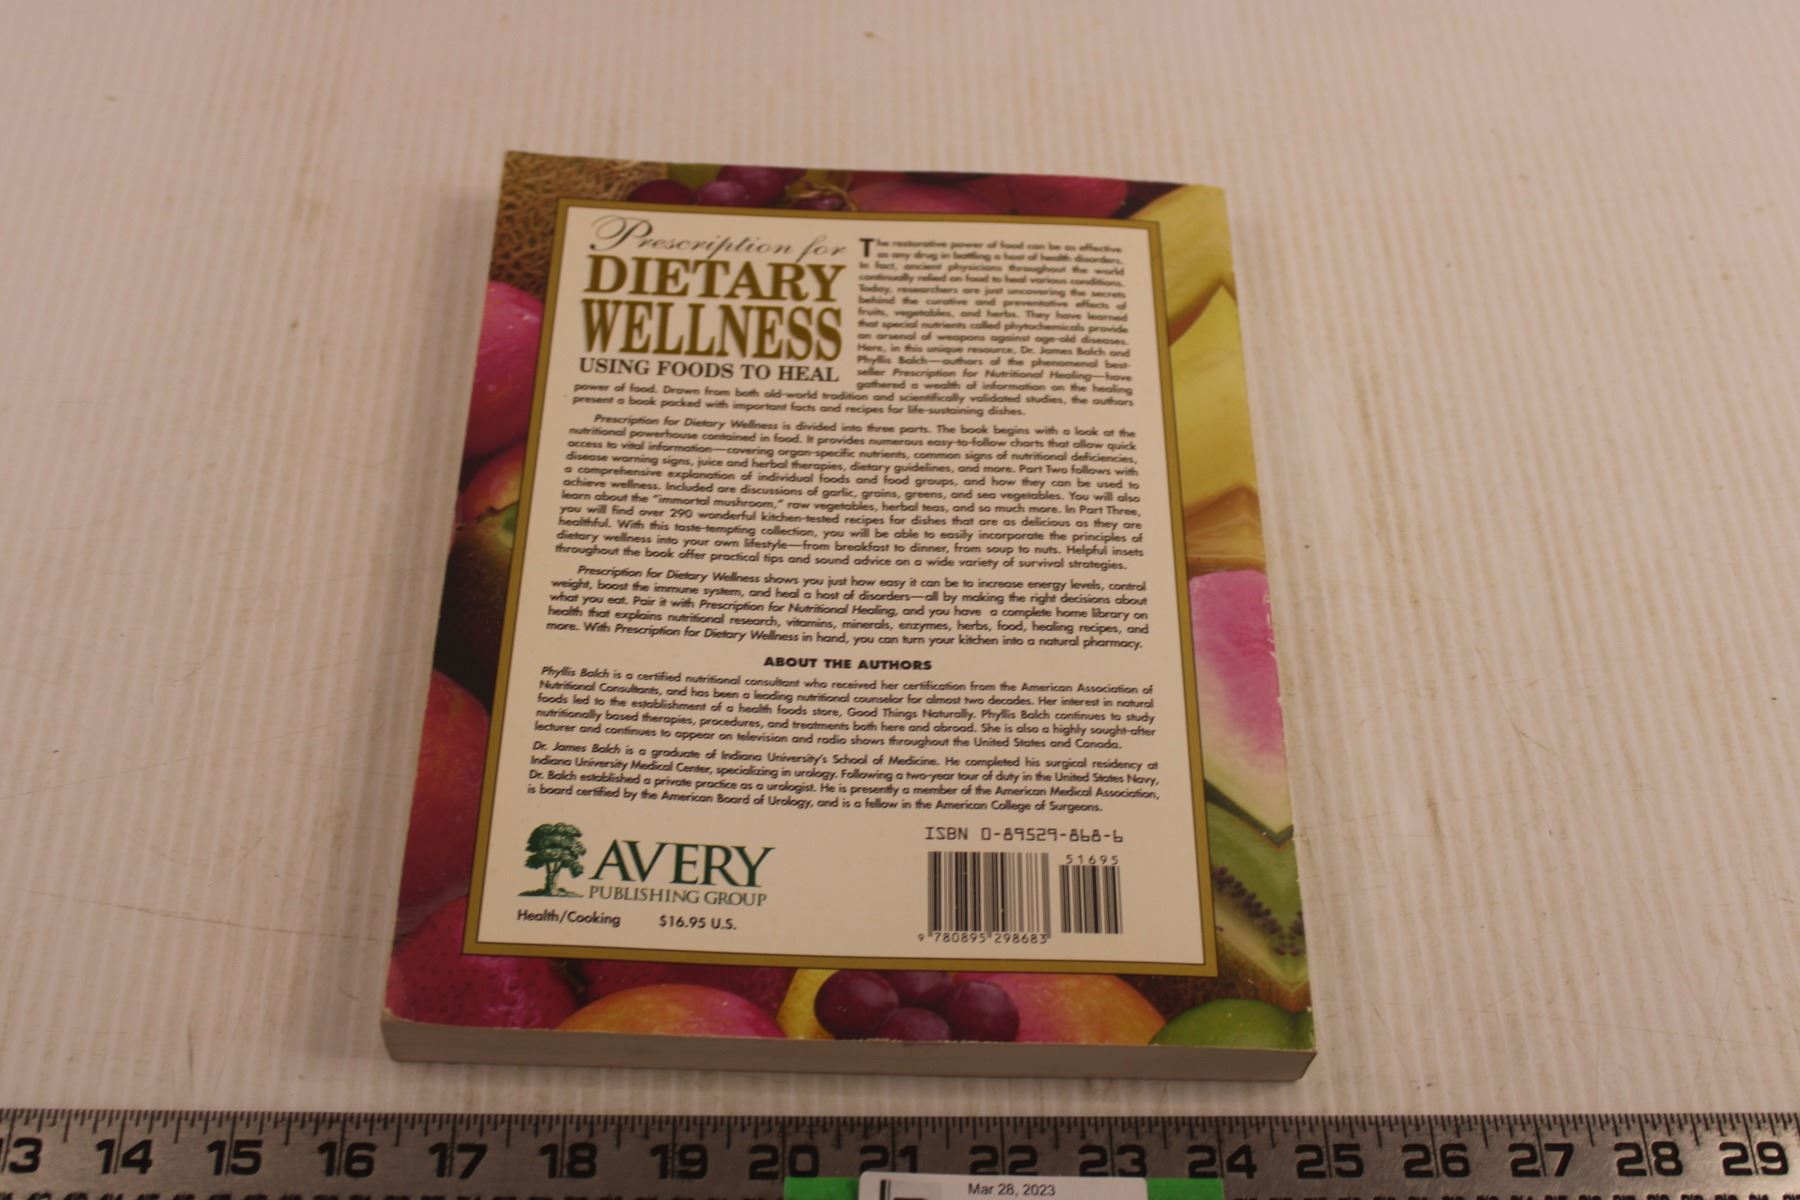 Prescription for
DIETARY
WELLNESS
USING FOODS TO HEAL
The restorative power of food can be as effective
as any drug in battling a host of health disorders.
In fact, ancient physicians throughout the world
continually relied on food to heal various conditions.
Today, researchers are just uncovering the secrets
behind the curative and preventative effects of
fruits, vegetables, and herbs. They have learned
that special nutrients called phytochemicals provide
an arsenal of weapons against age-old diseases.
Here, in this unique resource, Dr. James Balch and
Phyllis Balch—authors of the phenomenal best-
seller Prescription for Nutritional Healing—have
gathered a wealth of information on the healing
power of food. Drawn from both old-world tradition and scientifically validated studies, the authors
present a book packed with important facts and recipes for life-sustaining dishes.
Prescription for Dietary Wellness is divided into three parts. The book begins with a look at the
nutritional powerhouse contained in food. It provides numerous easy-to-follow charts that allow quick
access to vital information—covering organ-specific nutrients, common signs of nutritional deficiencies,
disease warning signs, juice and herbal therapies, dietary guidelines, and more. Part Two follows with
a comprehensive explanation of individual foods and food groups, and how they can be used to
achieve wellness. Included are discussions of garlic, grains, greens, and sea vegetables. You will also
learn about the "immortal mushroom," raw vegetables, herbal teas, and so much more. In Part Three,
you will find over 290 wonderful kitchen-tested recipes for dishes that are as delicious as they are
healthful. With this taste-tempting collection, you will be able to easily incorporate the principles of
dietary wellness into your own lifestyle—from breakfast to dinner, from soup to nuts. Helpful insets
throughout the book offer practical tips and sound advice on a wide variety of survival strategies.
Prescription for Dietary Wellness shows you just how easy it can be to increase energy levels, control
weight, boost the immune system, and heal a host of disorders—all by making the right decisions about
what you eat. Pair it with Prescription for Nutritional Healing, and you have a complete home library on
health that explains nutritional research, vitamins, minerals, enzymes, herbs, food, healing recipes, and
more. With Prescription for Dietary Wellness in hand, you can turn your kitchen into a natural pharmacy.
ABOUT THE AUTHORS
Phyllis Balch is a certified nutritional consultant who received her certification from the American Association of
Nutritional Consultants, and has been a leading nutritional counselor for almost two decades. Her interest in natural
foods led to the establishment of a health foods store, Good Things Naturally. Phyllis Balch continues to study
nutritionally based therapies, procedures, and treatments both here and abroad. She is also a highly sought-after
lecturer and continues to appear on television and radio shows throughout the United States and Canada.
Dr. James Balch is a graduate of Indiana University's School of Medicine. He completed his surgical residency at
Indiana University Medical Center, specializing in urology. Following a two-year tour of duty in the United States Navy,
Dr. Balch established a private practice as a urologist. He is presently a member of the American Medical Association,
is board certified by the American Board of Urology, and is a fellow in the American College of Surgeons.
ISBN 0-89529-868-6
51695
AVERY
PUBLISHING GROUP
Health/Cooking $16.95 U.S.
9 780895 298683
13 14 15 16 17 18 19 20 21 22 23 24 25 26 27 28 29
Mar 28, 2023